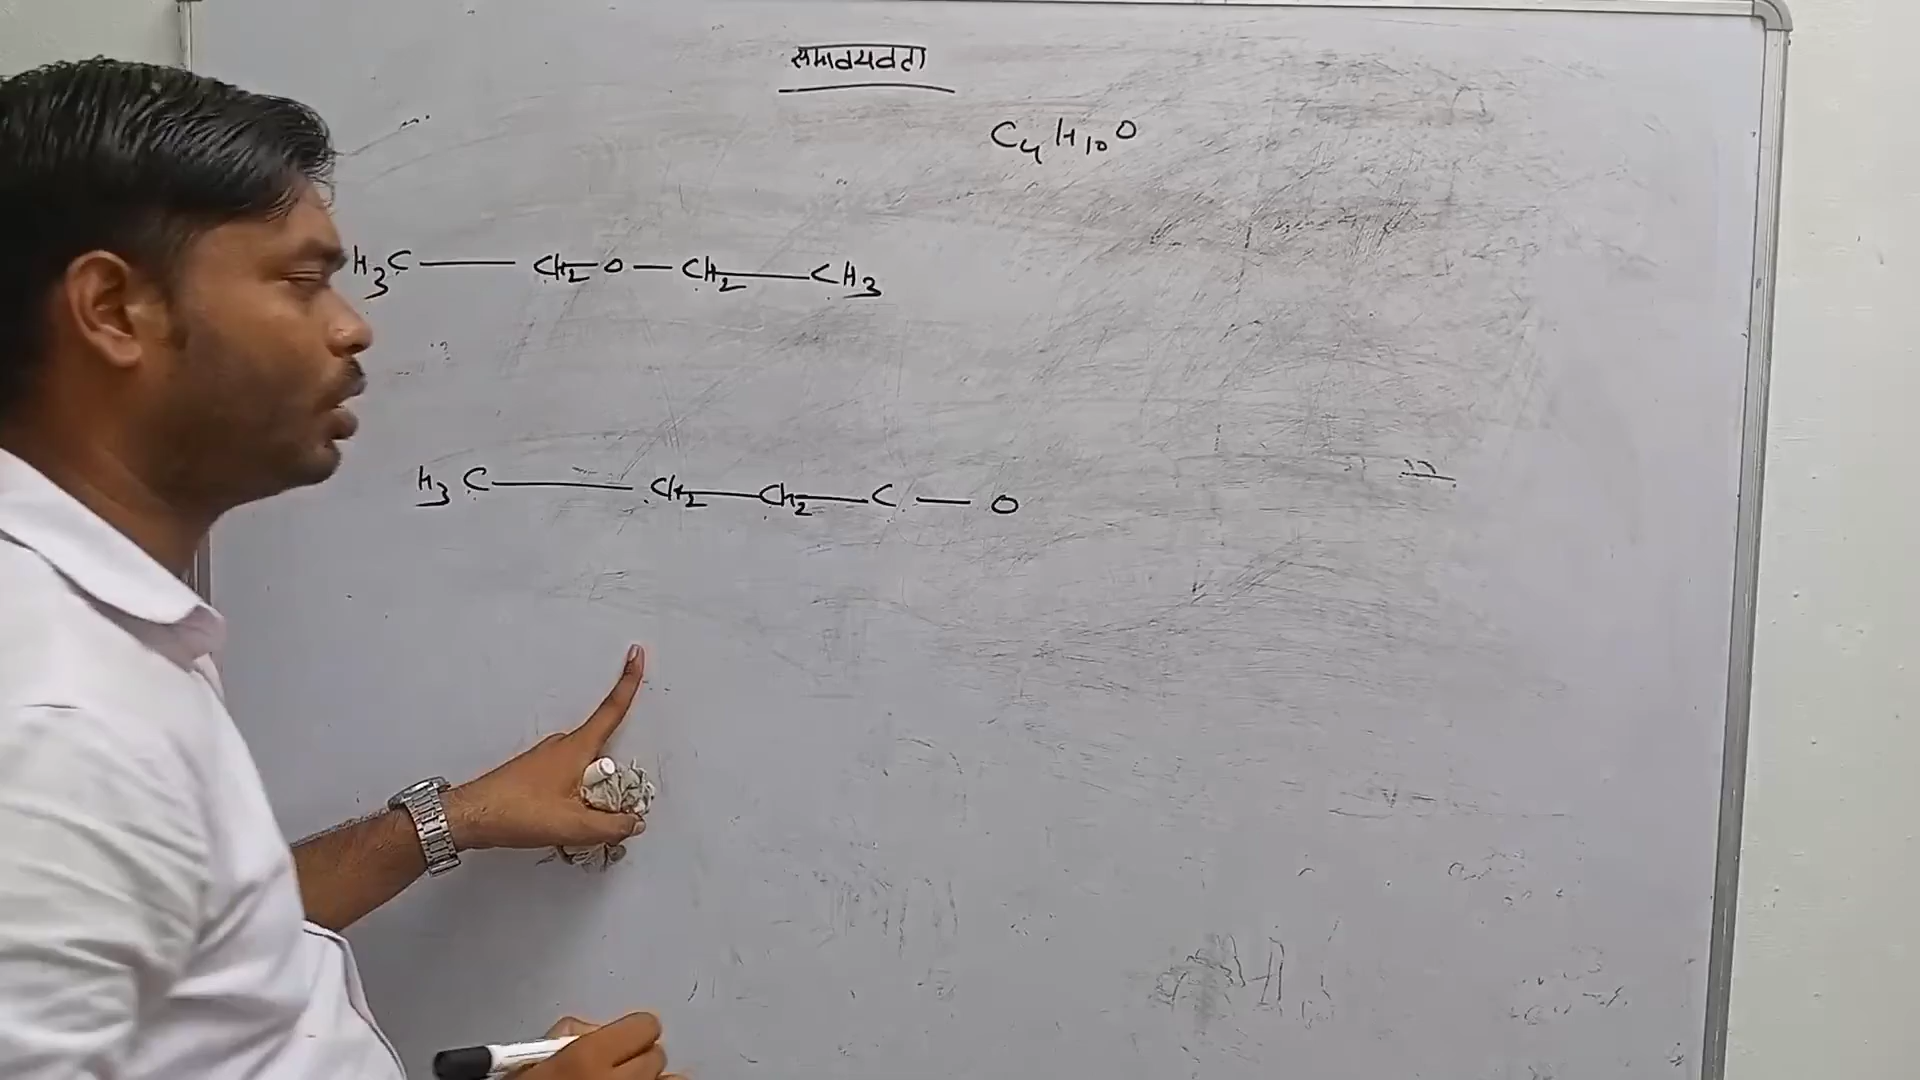 समावयवता
C₄H₁₀O
H₃C — CH₂ — O — CH₂ — CH₃
H₃C — CH₂ — CH₂ — C — O